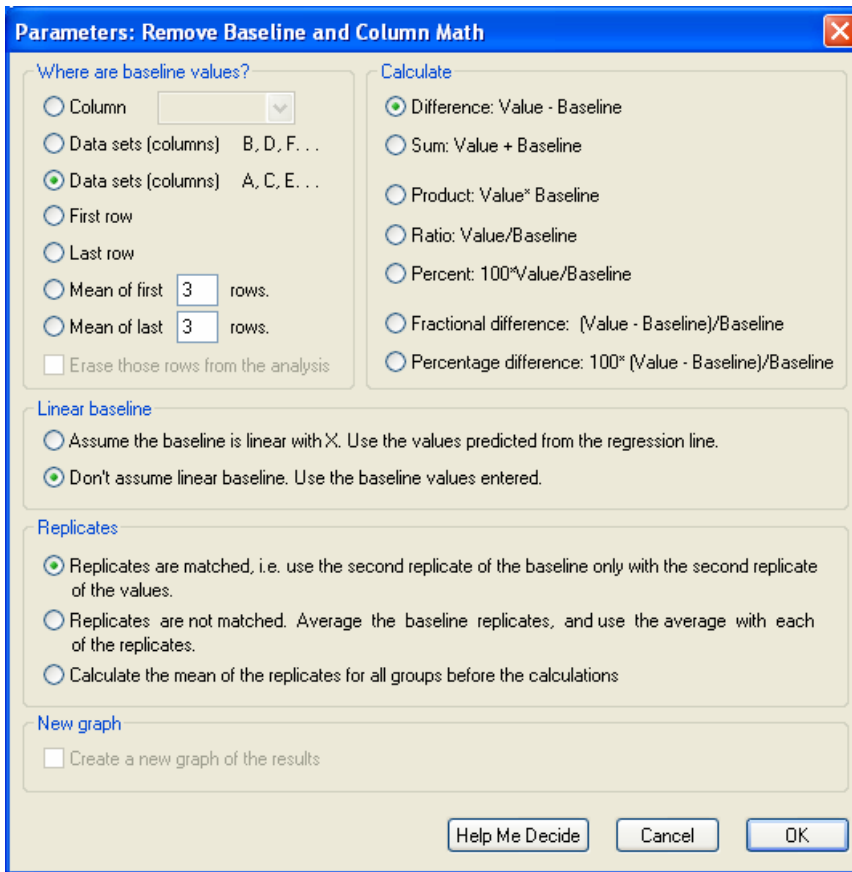 Parameters: Remove Baseline and Column Math
Where are baseline values?
Column
Data sets (columns) B, D, F. . .
Data sets (columns) A, C, E. . .
First row
Last row
Mean of first 3 rows.
Mean of last 3 rows.
Erase those rows from the analysis
Calculate
Difference: Value - Baseline
Sum: Value + Baseline
Product: Value* Baseline
Ratio: Value/Baseline
Percent: 100*Value/Baseline
Fractional difference: (Value - Baseline)/Baseline
Percentage difference: 100* (Value - Baseline)/Baseline
Linear baseline
Assume the baseline is linear with X. Use the values predicted from the regression line.
Don't assume linear baseline. Use the baseline values entered.
Replicates
Replicates are matched, i.e. use the second replicate of the baseline only with the second replicate
of the values.
Replicates are not matched. Average the baseline replicates, and use the average with each
of the replicates.
Calculate the mean of the replicates for all groups before the calculations
New graph
Create a new graph of the results
Help Me Decide
Cancel
OK